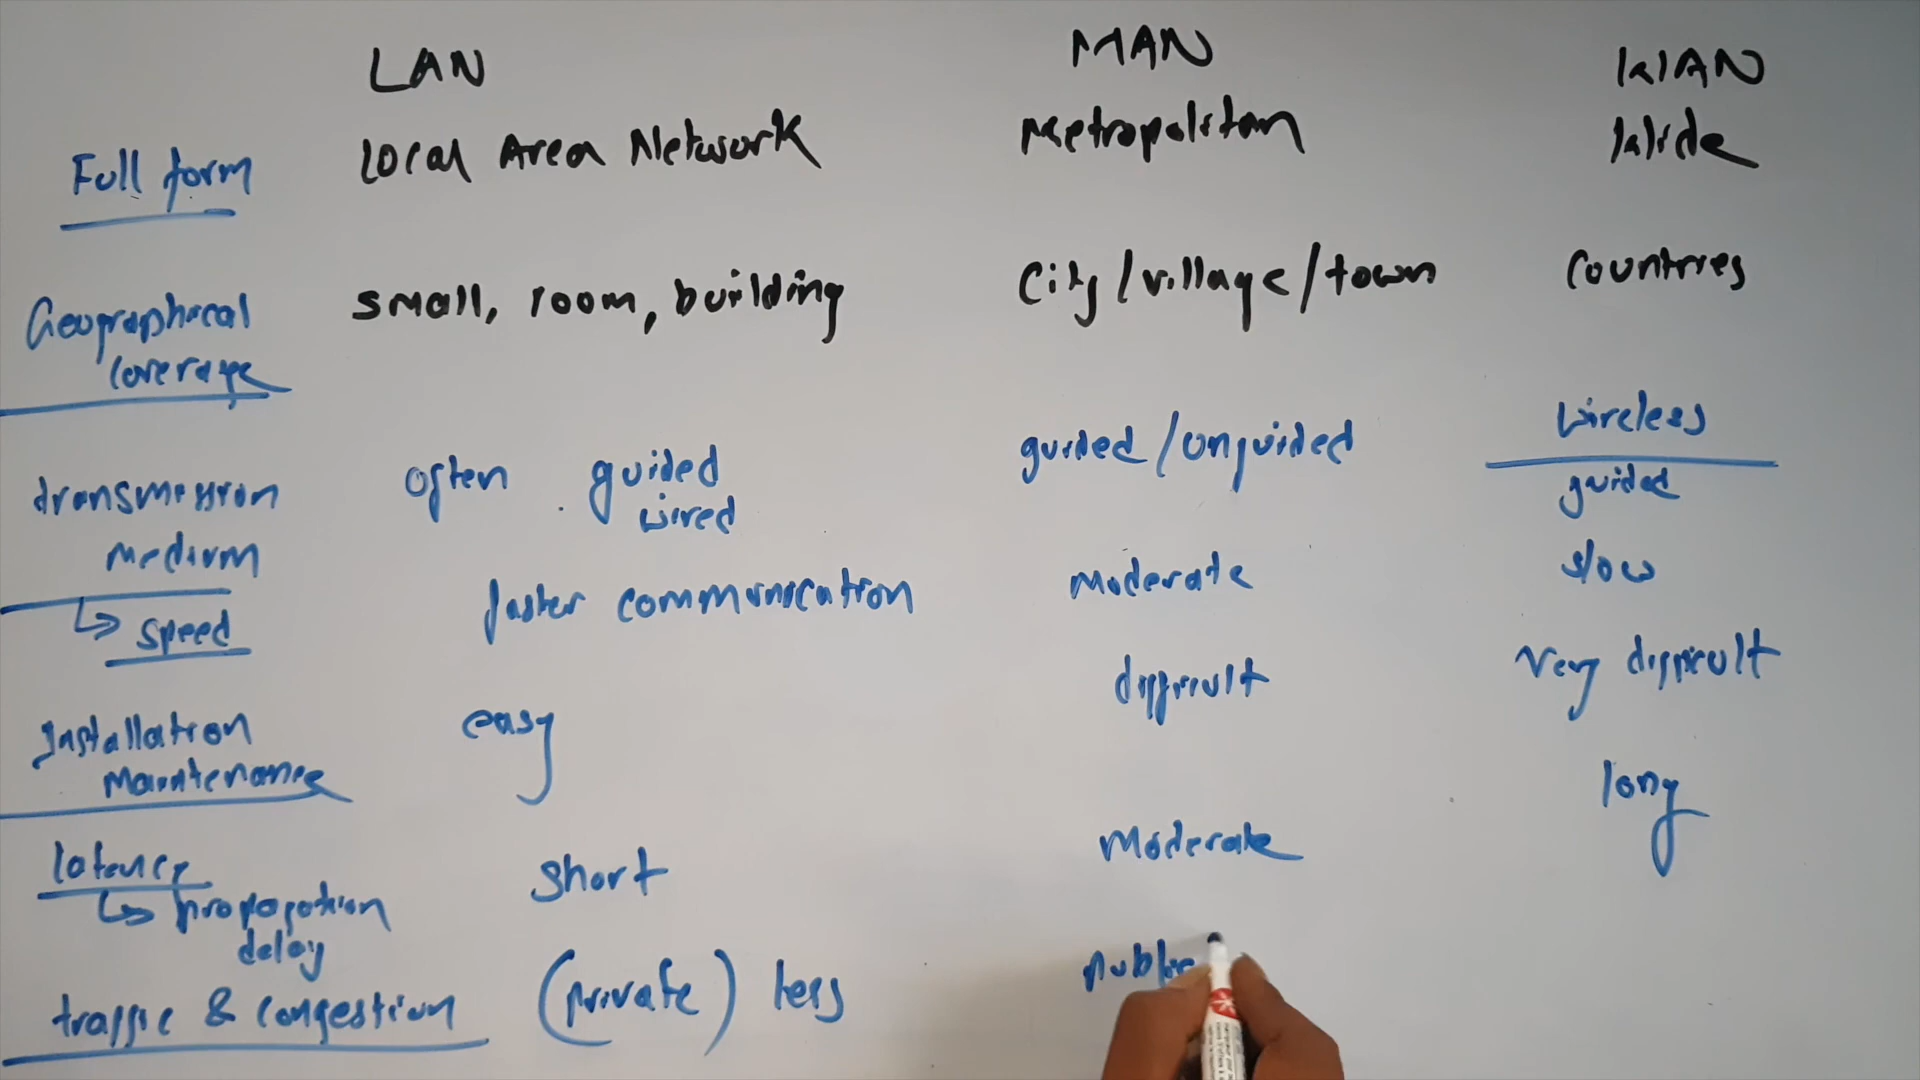 LAN MAN WAN
Full form Local Area Network Metropolitan Wide
Geographical small, room, building City/village/town Countries
coverage
transmission often guided guided/unguided wireless
wired guided
medium
speed faster communication moderate slow
Installation easy difficult very difficult
Maintenance
latency short moderate long
propogation
delay
traffic & congestion (private) less public